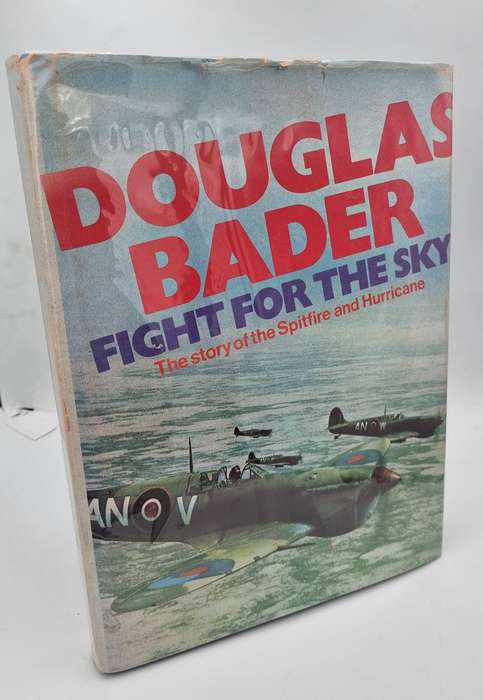 DOUGLAS
BADER
FIGHT FOR THE SKY
The story of the Spitfire and Hurricane
AN W
AN V